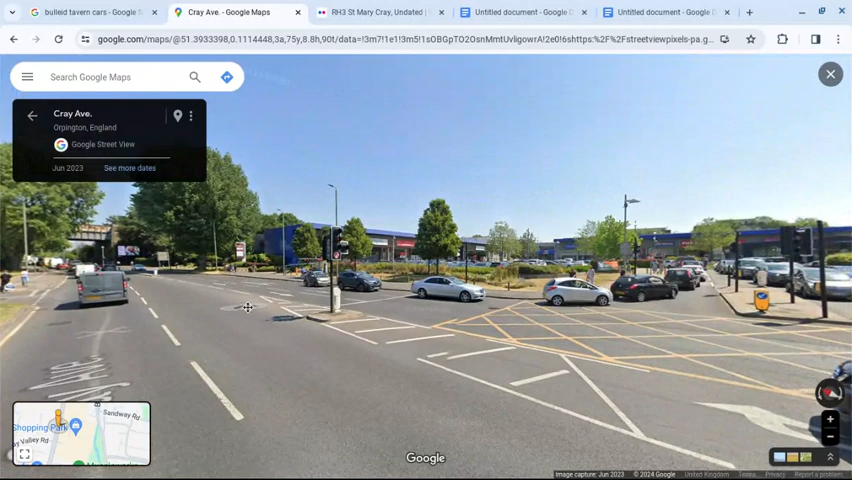 bulleid tavern cars - Google S
Cray Ave. - Google Maps
RH3 St Mary Cray, Undated |
Untitled document - Google D
Untitled document - Google D
google.com/maps/@51.3933398,0.1114448,3a,75y,8.8h,90t/data=!3m7!1e1!3m5!1sOBGpTO2OsnMmtUvligowrA!2e0!6shttps:%2F%2Fstreetviewpixels-pa.g...
Search Google Maps
Cray Ave.
Orpington, England
Google Street View
Jun 2023
See more dates
Ave.
Sandway Rd
Shopping Park
Valley Rd
Google
Image capture: Jun 2023
© 2024 Google
United Kingdom
Terms
Privacy
Report a problem